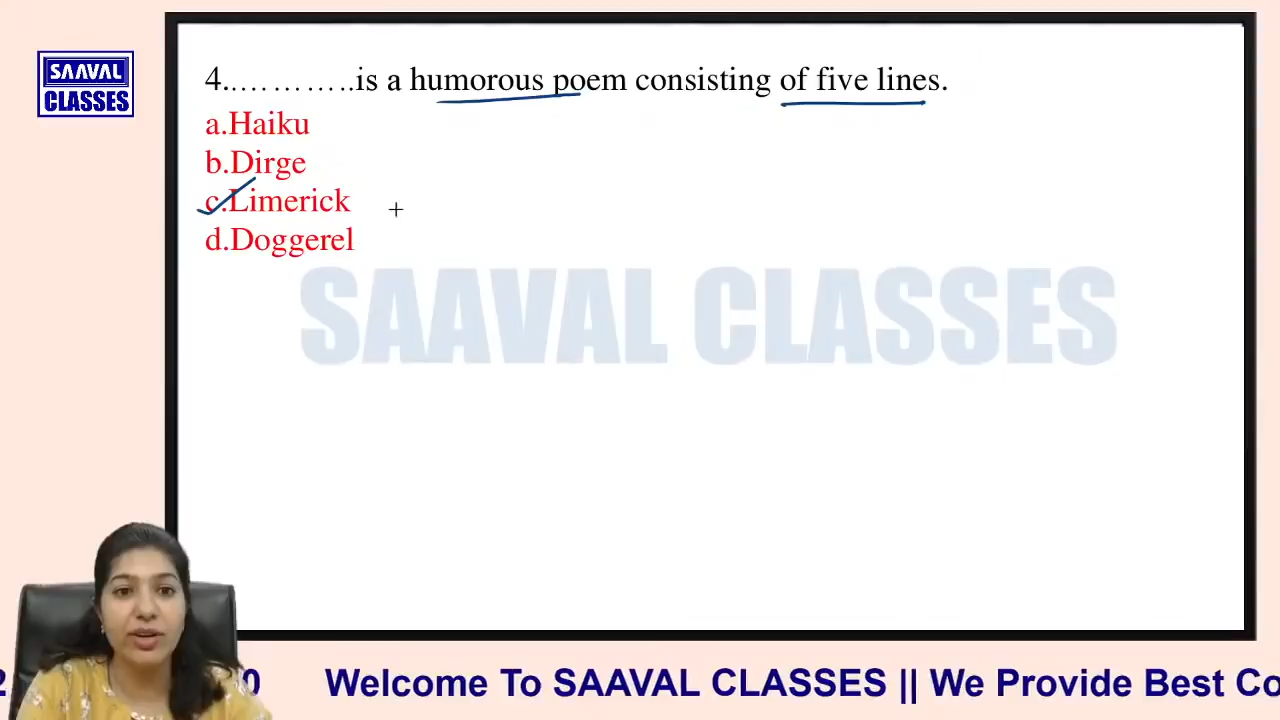 SAAVAL
CLASSES
4.…………..is a humorous poem consisting of five lines.
a.Haiku
b.Dirge
c.Limerick
d.Doggerel
SAAVAL CLASSES
0 Welcome To SAAVAL CLASSES || We Provide Best Co